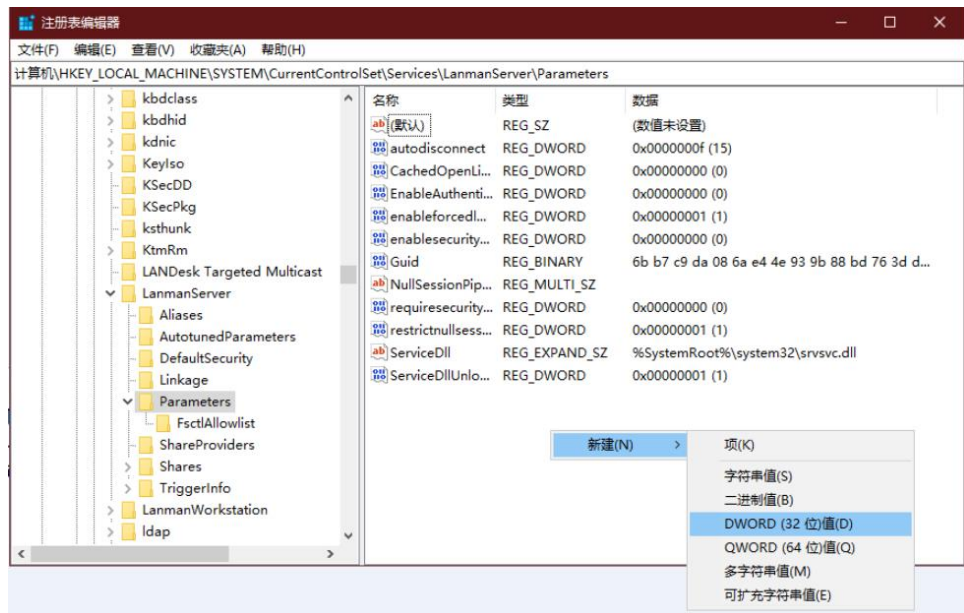 注册表编辑器
文件(F) 编辑(E) 查看(V) 收藏夹(A) 帮助(H)
计算机\HKEY_LOCAL_MACHINE\SYSTEM\CurrentControlSet\Services\LanmanServer\Parameters
kbdclass
kbdhid
kdnic
KeyIso
KSecDD
KSecPkg
ksthunk
KtmRm
LANDesk Targeted Multicast
LanmanServer
Aliases
AutotunedParameters
DefaultSecurity
Linkage
Parameters
FsctlAllowlist
ShareProviders
Shares
TriggerInfo
LanmanWorkstation
ldap
名称 类型 数据
(默认) REG_SZ (数值未设置)
autodisconnect REG_DWORD 0x0000000f (15)
CachedOpenLi... REG_DWORD 0x00000000 (0)
EnableAuthenti... REG_DWORD 0x00000000 (0)
enableforcedl... REG_DWORD 0x00000001 (1)
enablesecurity... REG_DWORD 0x00000000 (0)
Guid REG_BINARY 6b b7 c9 da 08 6a e4 4e 93 9b 88 bd 76 3d d...
NullSessionPip... REG_MULTI_SZ
requiresecurity... REG_DWORD 0x00000000 (0)
restrictnullsess... REG_DWORD 0x00000001 (1)
ServiceDll REG_EXPAND_SZ %SystemRoot%\system32\srvsvc.dll
ServiceDllUnlo... REG_DWORD 0x00000001 (1)
新建(N)
项(K)
字符串值(S)
二进制值(B)
DWORD (32 位)值(D)
QWORD (64 位)值(Q)
多字符串值(M)
可扩充字符串值(E)